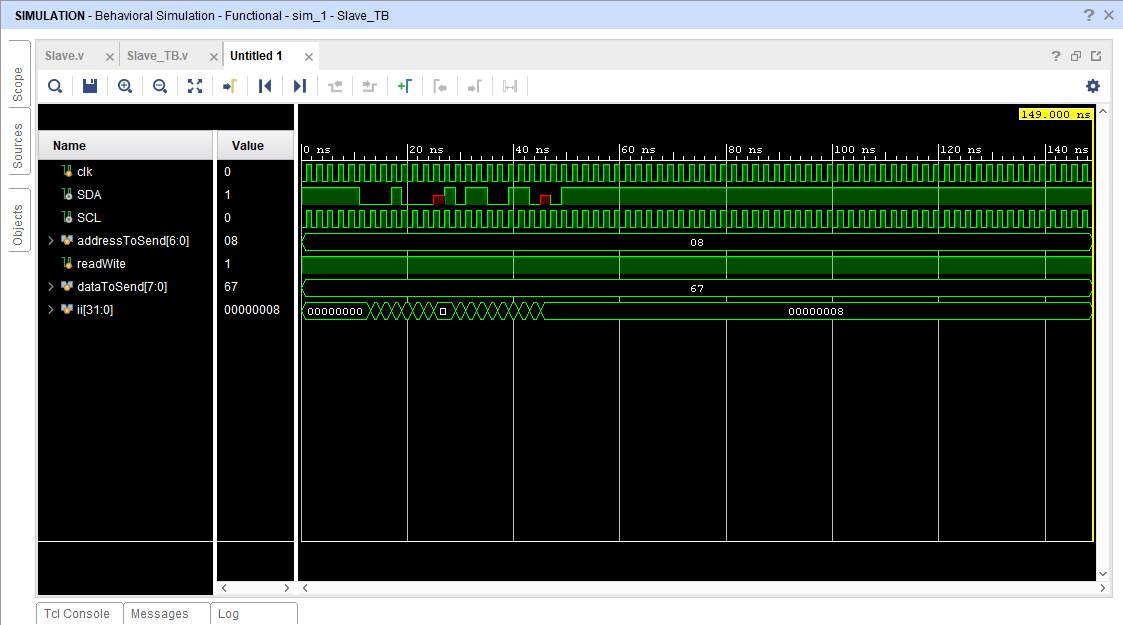 SIMULATION - Behavioral Simulation - Functional - sim_1 - Slave_TB
Scope
Sources
Objects
Slave.v
Slave_TB.v
Untitled 1
149.000 ns
Name Value
0 ns 20 ns 40 ns 60 ns 80 ns 100 ns 120 ns 140 ns
clk 0
SDA 1
SCL 0
addressToSend[6:0] 08 08
readWite 1
dataToSend[7:0] 67 67
ii[31:0] 00000008 00000000 00000008
Tcl Console Messages Log